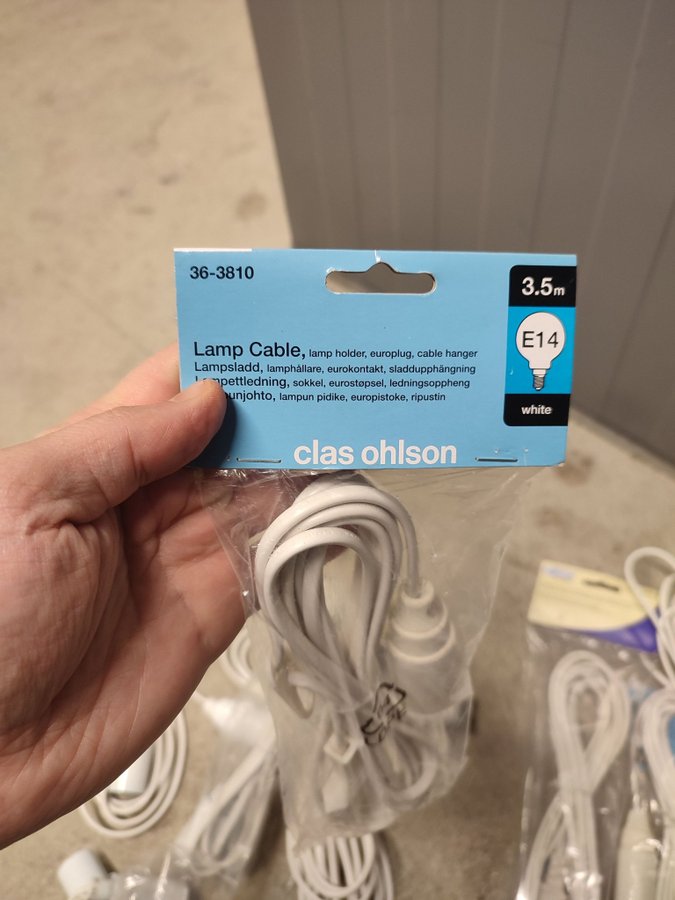 36-3810
3.5m
E14
white
Lamp Cable, lamp holder, europlug, cable hanger
Lampsladd, lamphållare, eurokontakt, sladdupphängning
Lampettledning, sokkel, eurostøpsel, ledningsoppheng
lampun pidike, europistoke, ripustin
clas ohlson